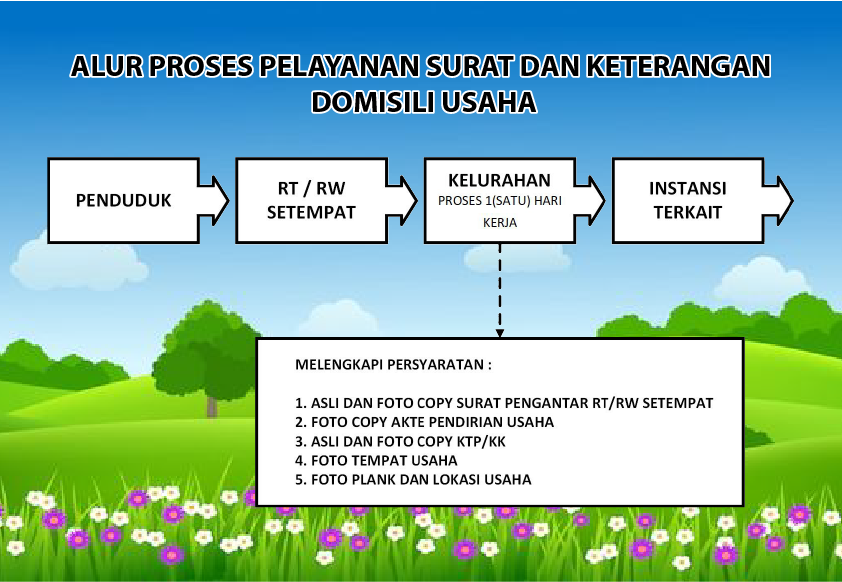 ALUR PROSES PELAYANAN SURAT DAN KETERANGAN
DOMISILI USAHA
PENDUDUK
RT / RW
SETEMPAT
KELURAHAN
PROSES 1(SATU) HARI
KERJA
INSTANSI
TERKAIT
MELENGKAPI PERSYARATAN :
1. ASLI DAN FOTO COPY SURAT PENGANTAR RT/RW SETEMPAT
2. FOTO COPY AKTE PENDIRIAN USAHA
3. ASLI DAN FOTO COPY KTP/KK
4. FOTO TEMPAT USAHA
5. FOTO PLANK DAN LOKASI USAHA